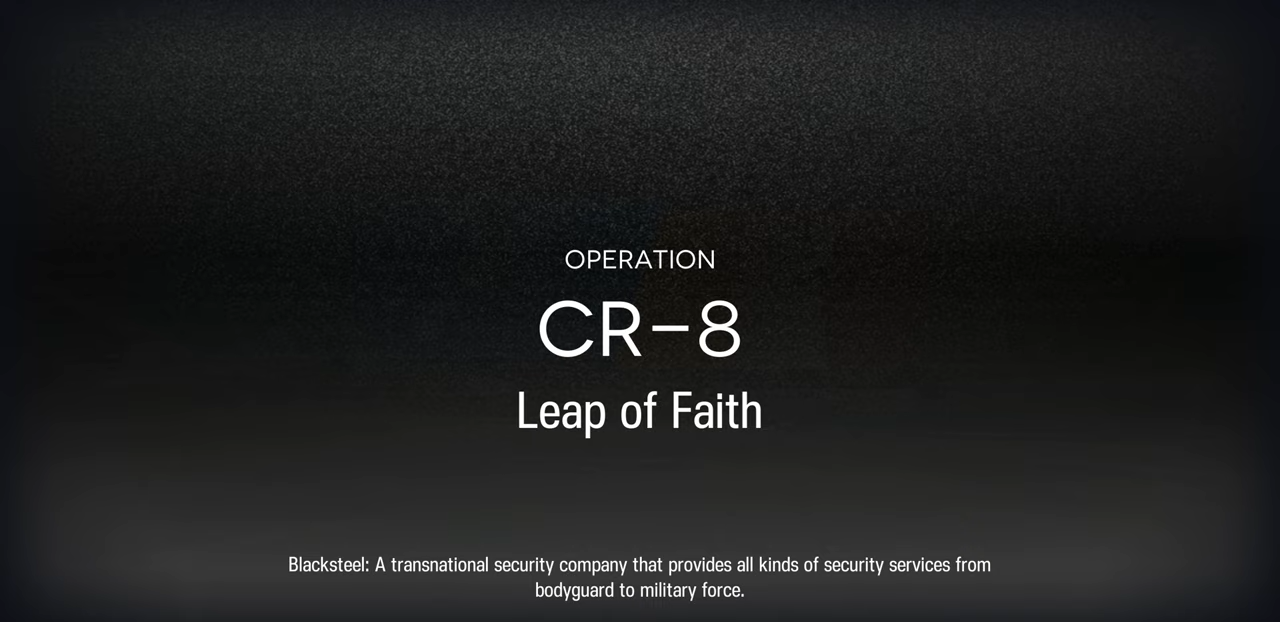 OPERATION
CR-8
Leap of Faith
Blacksteel: A transnational security company that provides all kinds of security services from
bodyguard to military force.